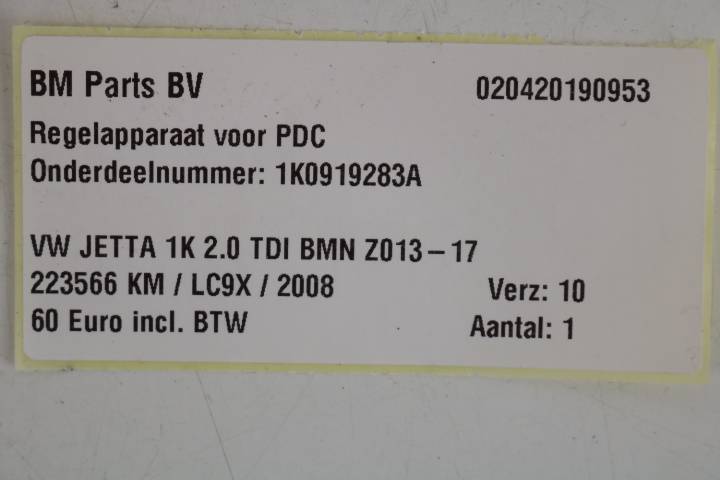 BM Parts BV 020420190953
Regelapparaat voor PDC
Onderdeelnummer: 1K0919283A
VW JETTA 1K 2.0 TDI BMN Z013-17
223566 KM / LC9X / 2008 Verz: 10
60 Euro incl. BTW Aantal: 1